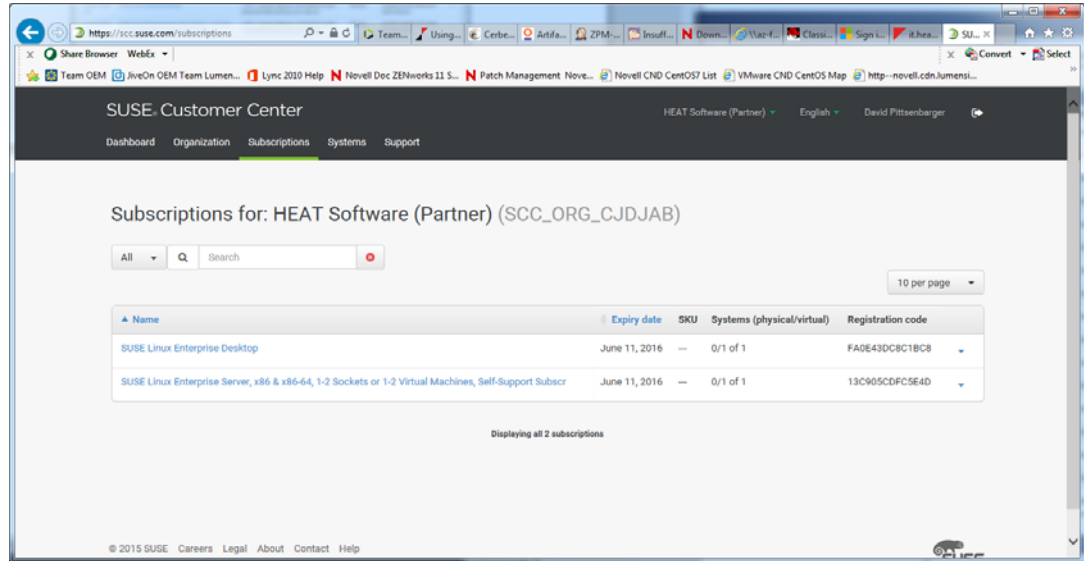 https://scc.suse.com/subscriptions
Team... Using... Cerbe... Artifa... ZPM-... Insuff... Down... \\az-f... Classi... Sign i... it.hea... SU...
x Share Browser WebEx x Convert Select
Team OEM JiveOn OEM Team Lumen... Lync 2010 Help Novell Doc ZENworks 11 S... Patch Management Nove... Novell CND CentOS7 List VMware CND CentOS Map http--novell.cdn.lumensi...
SUSE Customer Center
HEAT Software (Partner) English David Pittsenbarger
Dashboard Organization Subscriptions Systems Support
Subscriptions for: HEAT Software (Partner) (SCC_ORG_CJDJAB)
All Search
10 per page
Name Expiry date SKU Systems (physical/virtual) Registration code
SUSE Linux Enterprise Desktop June 11, 2016 — 0/1 of 1 FA0E43DC8C1BC8
SUSE Linux Enterprise Server, x86 & x86-64, 1-2 Sockets or 1-2 Virtual Machines, Self-Support Subscr June 11, 2016 — 0/1 of 1 13C905CDFC5E4D
Displaying all 2 subscriptions
© 2015 SUSE Careers Legal About Contact Help
SUSE